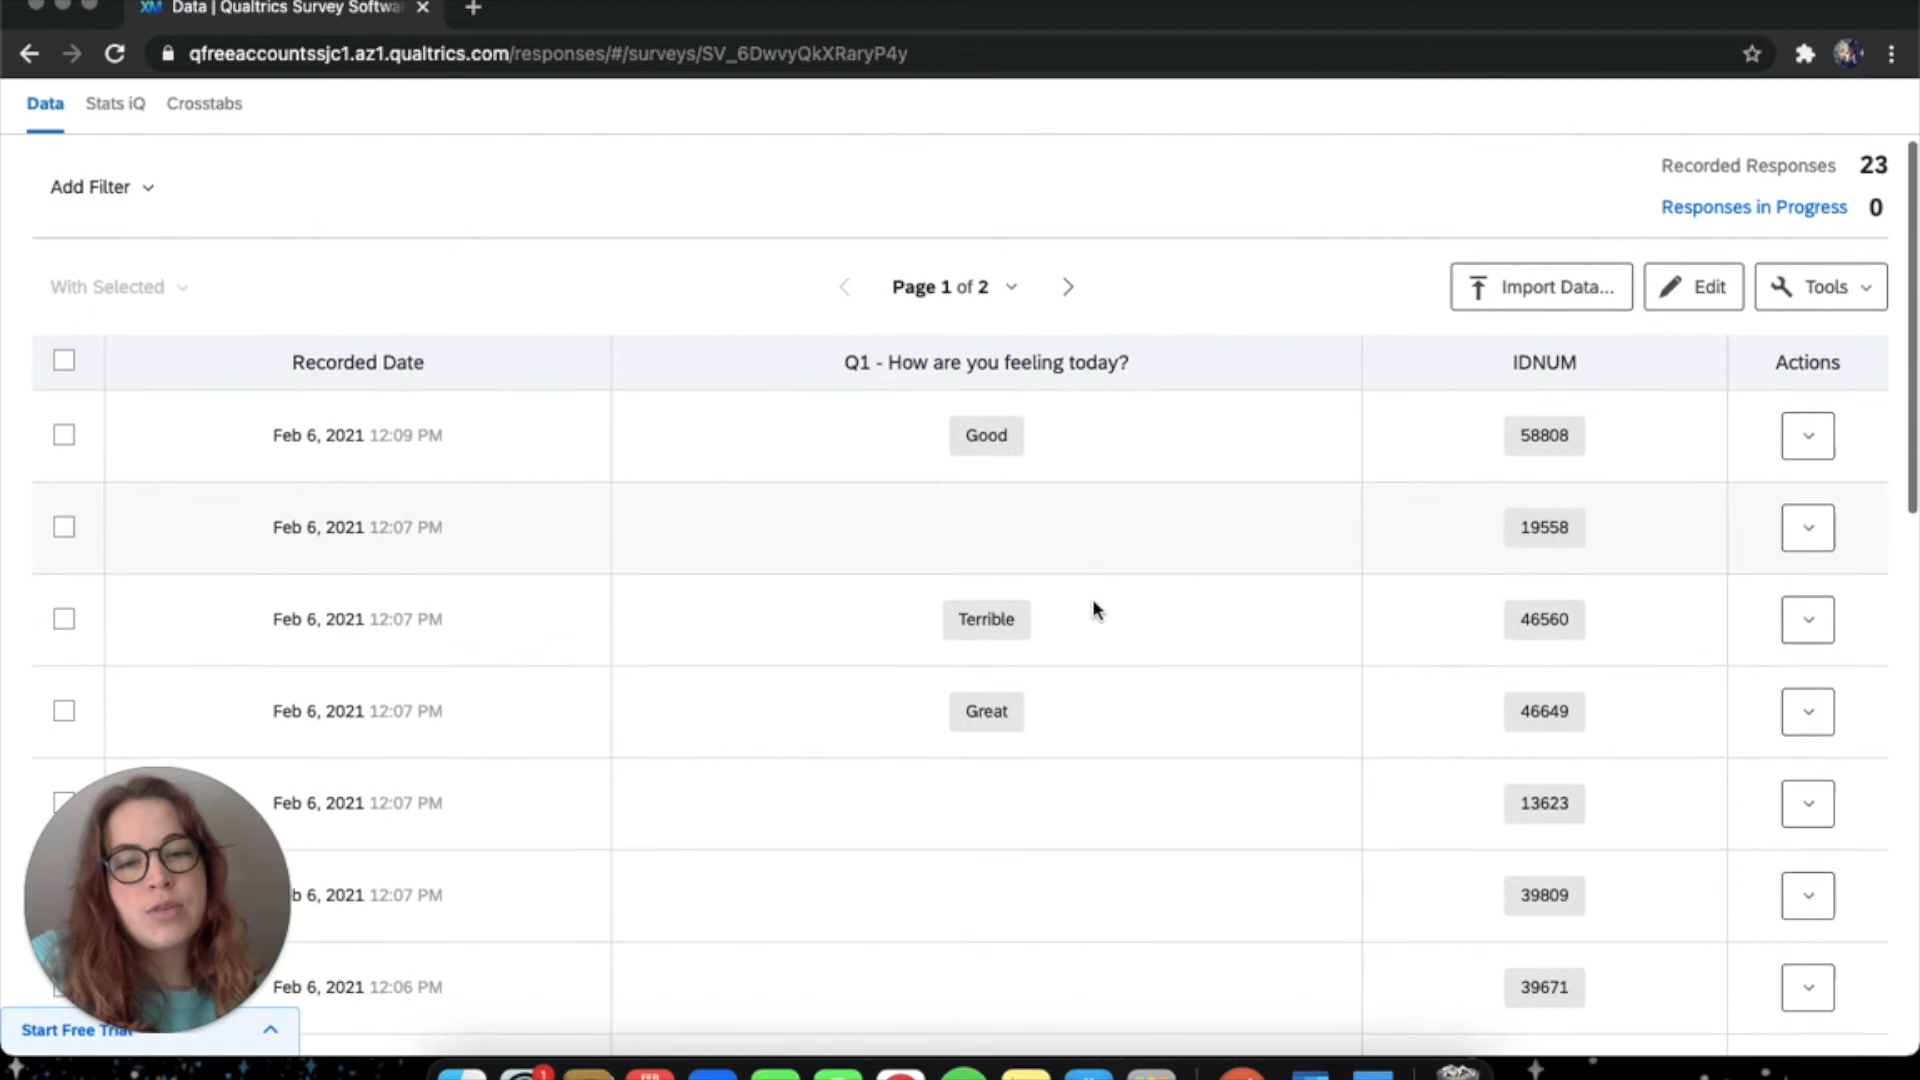 Data | Qualtrics Survey Softwa
qfreeaccountssjc1.az1.qualtrics.com/responses/#/surveys/SV_6DwvyQkXRaryP4y
Data Stats iQ Crosstabs
Recorded Responses 23
Add Filter
Responses in Progress 0
With Selected Page 1 of 2 Import Data... Edit Tools
Recorded Date Q1 - How are you feeling today? IDNUM Actions
Feb 6, 2021 12:09 PM Good 58808
Feb 6, 2021 12:07 PM 19558
Feb 6, 2021 12:07 PM Terrible 46560
Feb 6, 2021 12:07 PM Great 46649
Feb 6, 2021 12:07 PM 13623
b 6, 2021 12:07 PM 39809
Feb 6, 2021 12:06 PM 39671
Start Free Trial
1
FEB